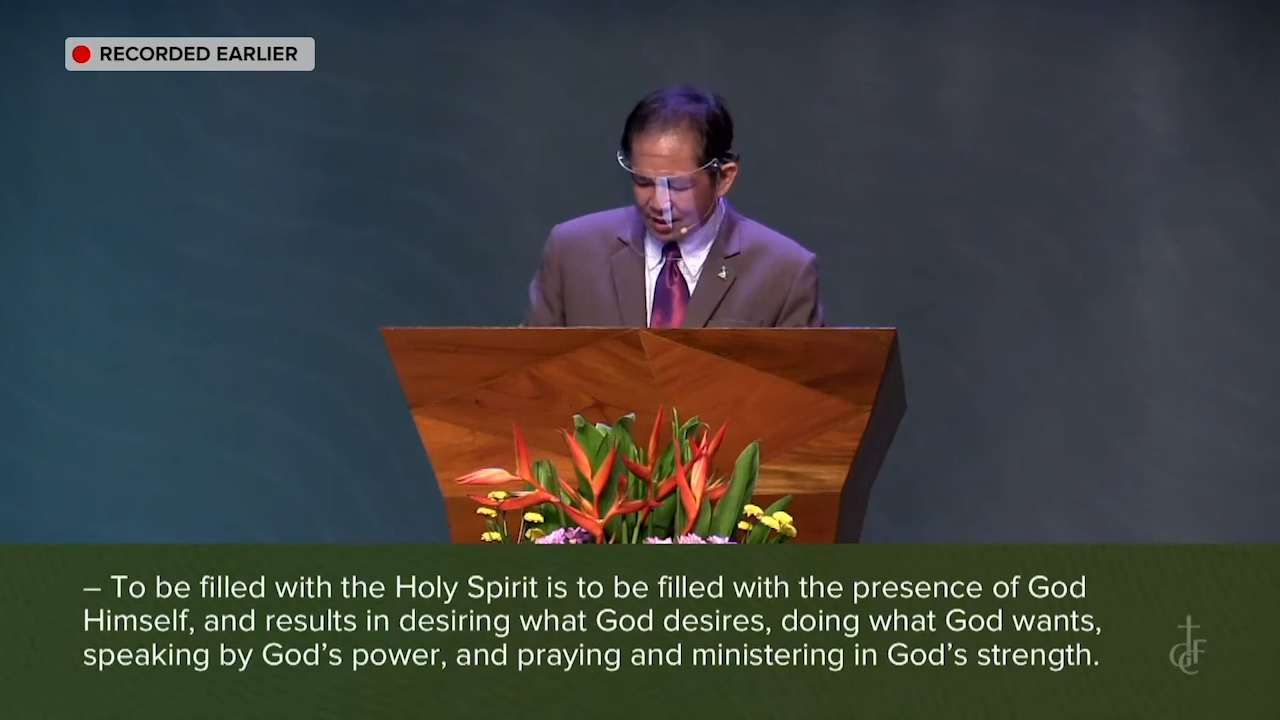 RECORDED EARLIER
– To be filled with the Holy Spirit is to be filled with the presence of God
Himself, and results in desiring what God desires, doing what God wants,
speaking by God's power, and praying and ministering in God's strength.